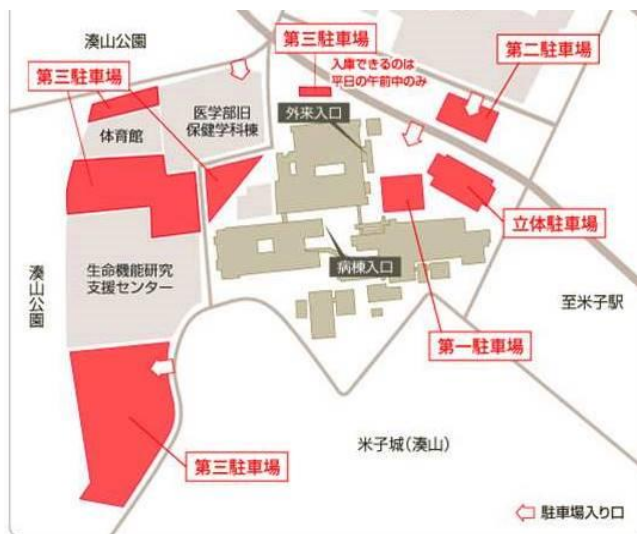 湊山公園
第三駐車場
第三駐車場
入庫できるのは
平日の午前中のみ
第二駐車場
医学部旧
保健学科棟
外来入口
体育館
立体駐車場
生命機能研究
支援センター
病棟入口
湊山公園
至米子駅
第一駐車場
米子城(湊山)
第三駐車場
駐車場入り口